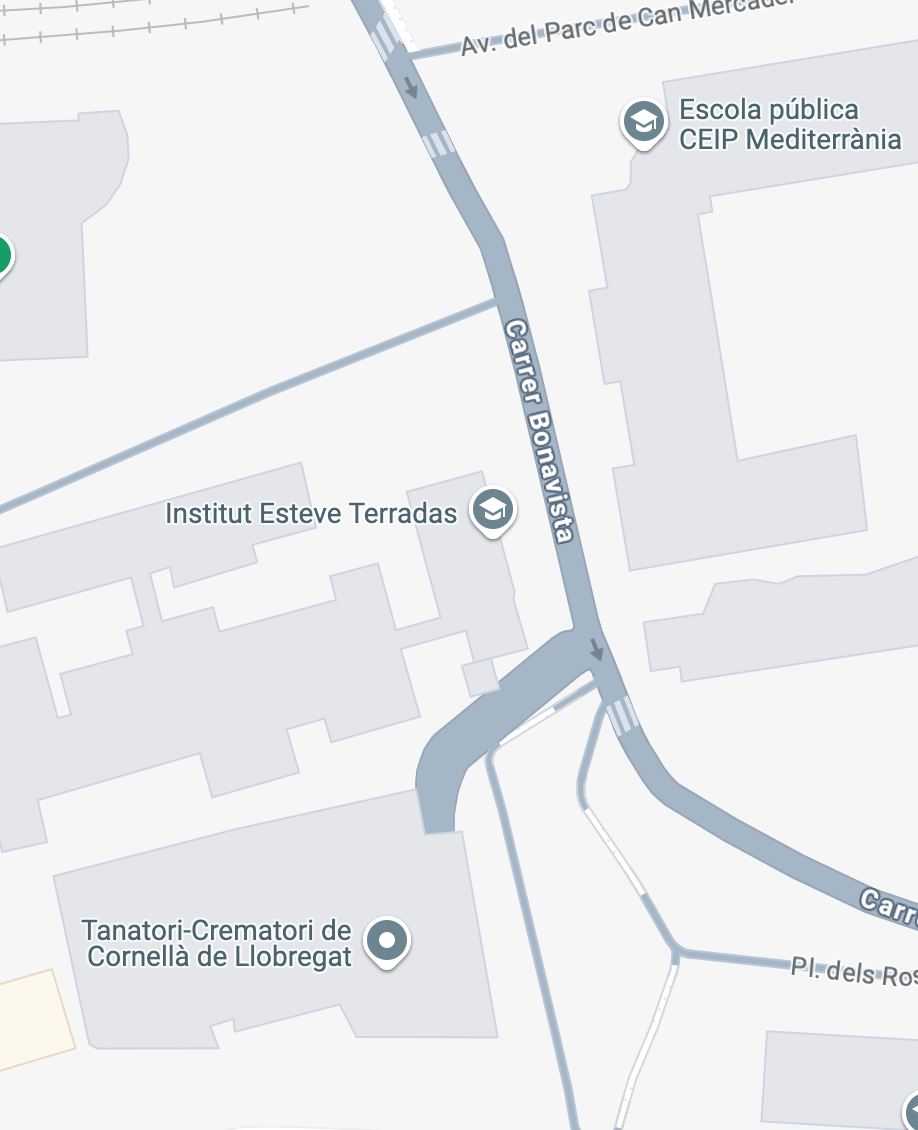 Av. del Parc de Can Mercader
Escola pública
CEIP Mediterrània
Carrer Bonavista
Institut Esteve Terradas
Carre
Tanatori-Crematori de
Cornellà de Llobregat
Pl. dels Ros